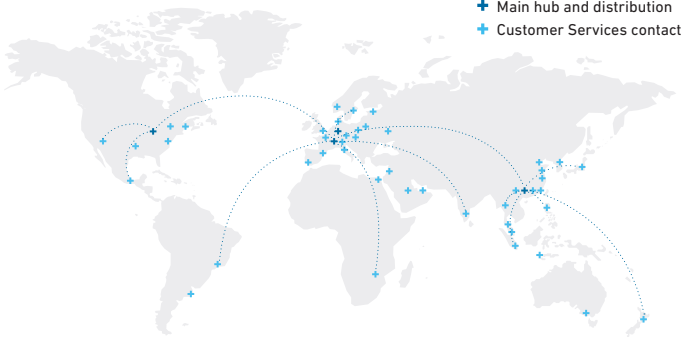 Main hub and distribution
Customer Services contact